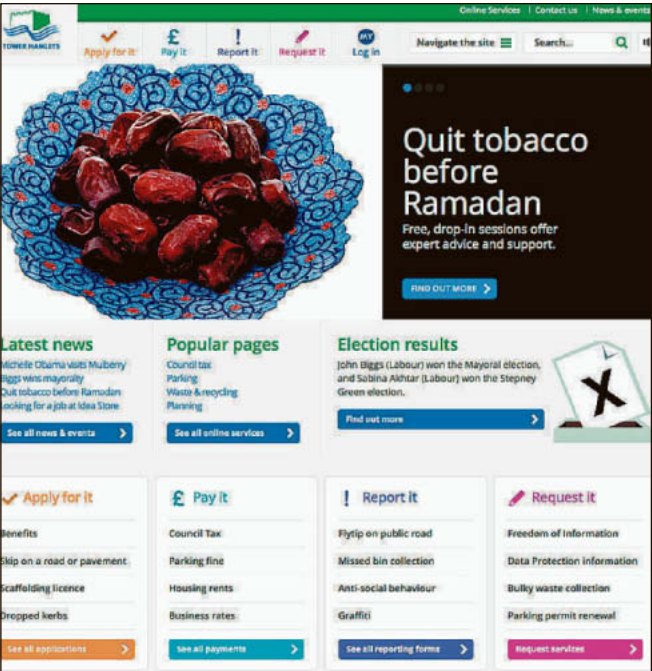 Online Services | Contact us | News & events
TOWER HAMLETS
Apply for it
£
Pay it
!
Report it
Request it
MY
Log in
Navigate the site
Search...
Quit tobacco
before
Ramadan
Free, drop-in sessions offer
expert advice and support.
FIND OUT MORE
Latest news
Michelle Obama visits Mulberry
Biggs wins mayoralty
Quit tobacco before Ramadan
Looking for a job at Idea Store
See all news & events
Popular pages
Council tax
Parking
Waste & recycling
Planning
See all online services
Election results
John Biggs (Labour) won the Mayoral election,
and Sabina Akhtar (Labour) won the Stepney
Green election.
Find out more
X
Apply for it
Benefits
Skip on a road or pavement
Scaffolding licence
Dropped kerbs
See all applications
£ Pay it
Council Tax
Parking fine
Housing rents
Business rates
See all payments
! Report it
Flytip on public road
Missed bin collection
Anti-social behaviour
Graffiti
See all reporting forms
Request it
Freedom of Information
Data Protection information
Bulky waste collection
Parking permit renewal
Request services